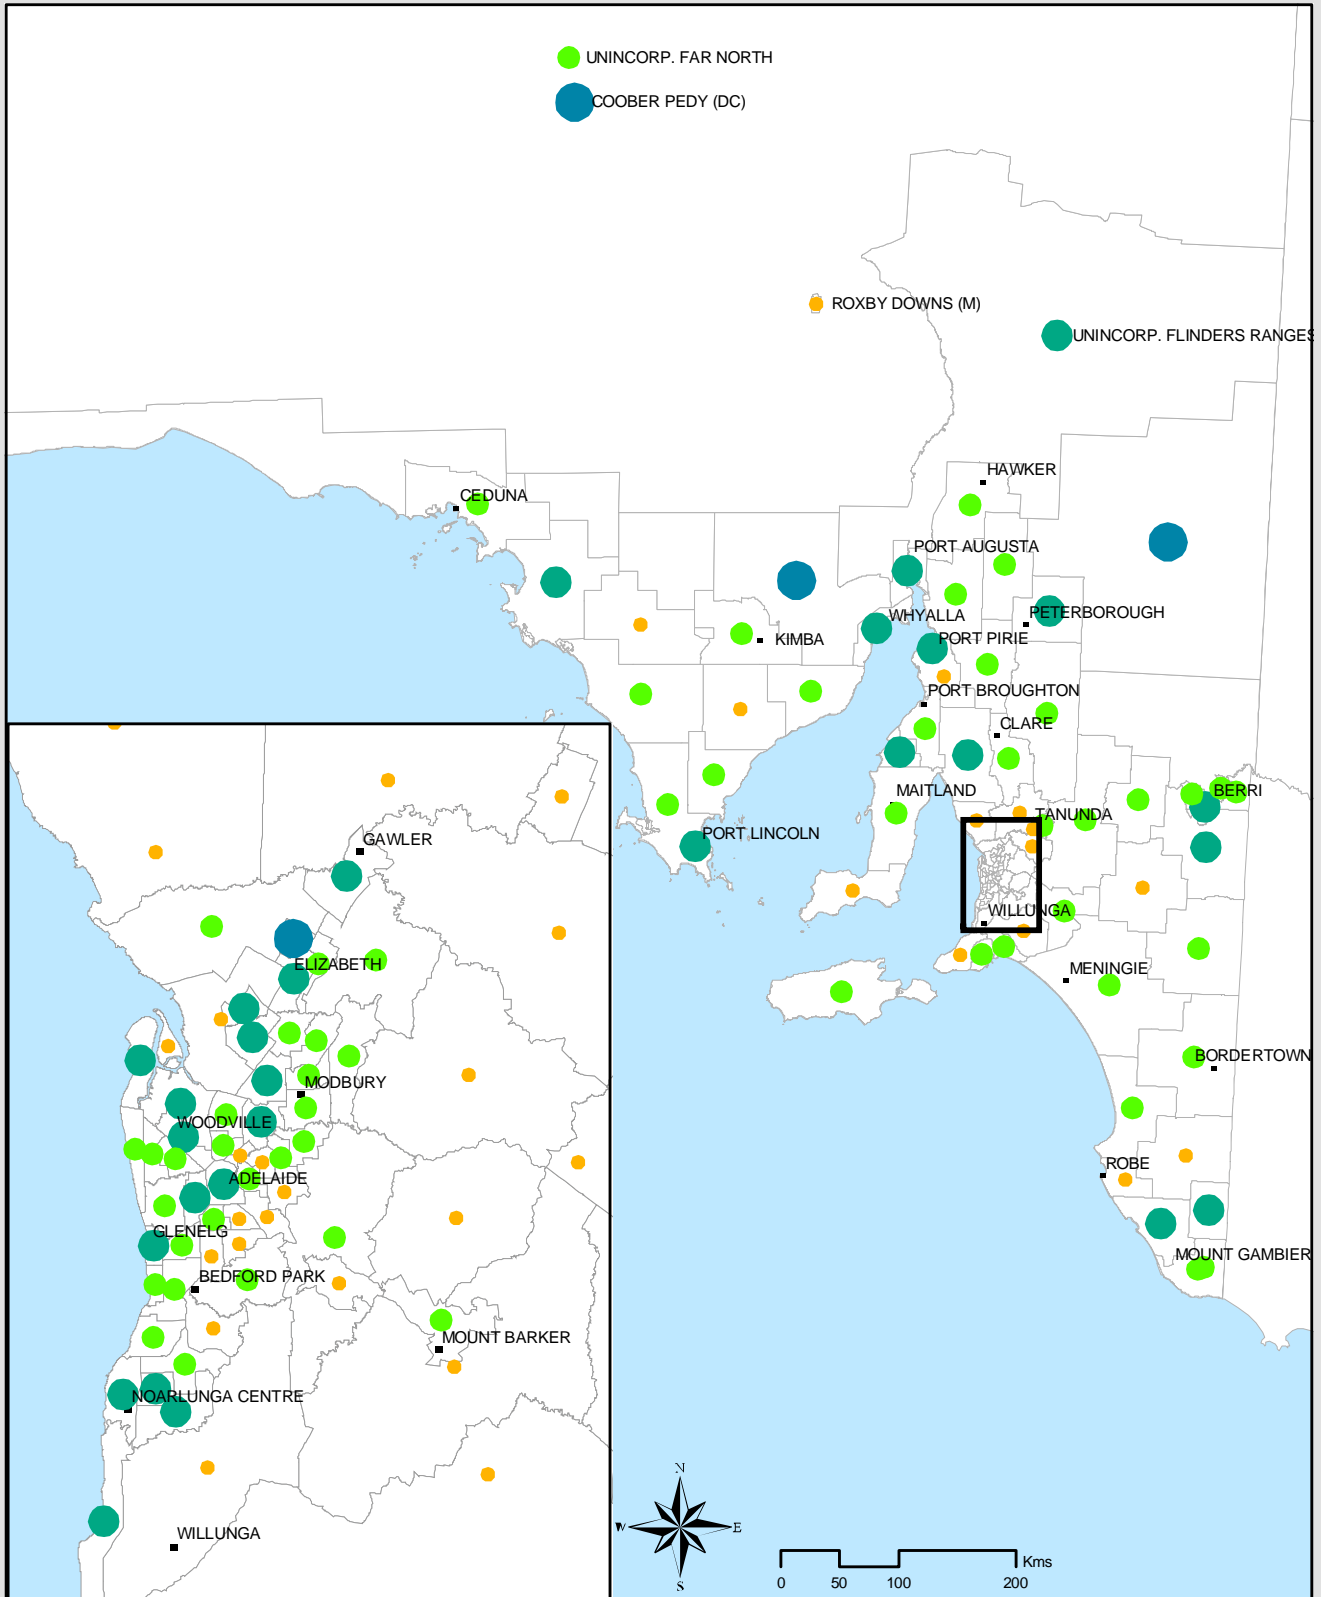 UNINCORP. FAR NORTH
COOBER PEDY (DC)
ROXBY DOWNS (M)
UNINCORP. FLINDERS RANGES
HAWKER
CEDUNA
PORT AUGUSTA
PETERBOROUGH
WHYALLA
KIMBA
PORT PIRIE
PORT BROUGHTON
CLARE
MAITLAND
BERRI
TANUNDA
PORT LINCOLN
GAWLER
WILLUNGA
ELIZABETH
MENINGIE
BORDERTOWN
MODBURY
WOODVILLE
ROBE
ADELAIDE
GLENELG
MOUNT GAMBIER
BEDFORD PARK
MOUNT BARKER
NOARLUNGA CENTRE
WILLUNGA
N
W
E
S
Kms
0 50 100 200